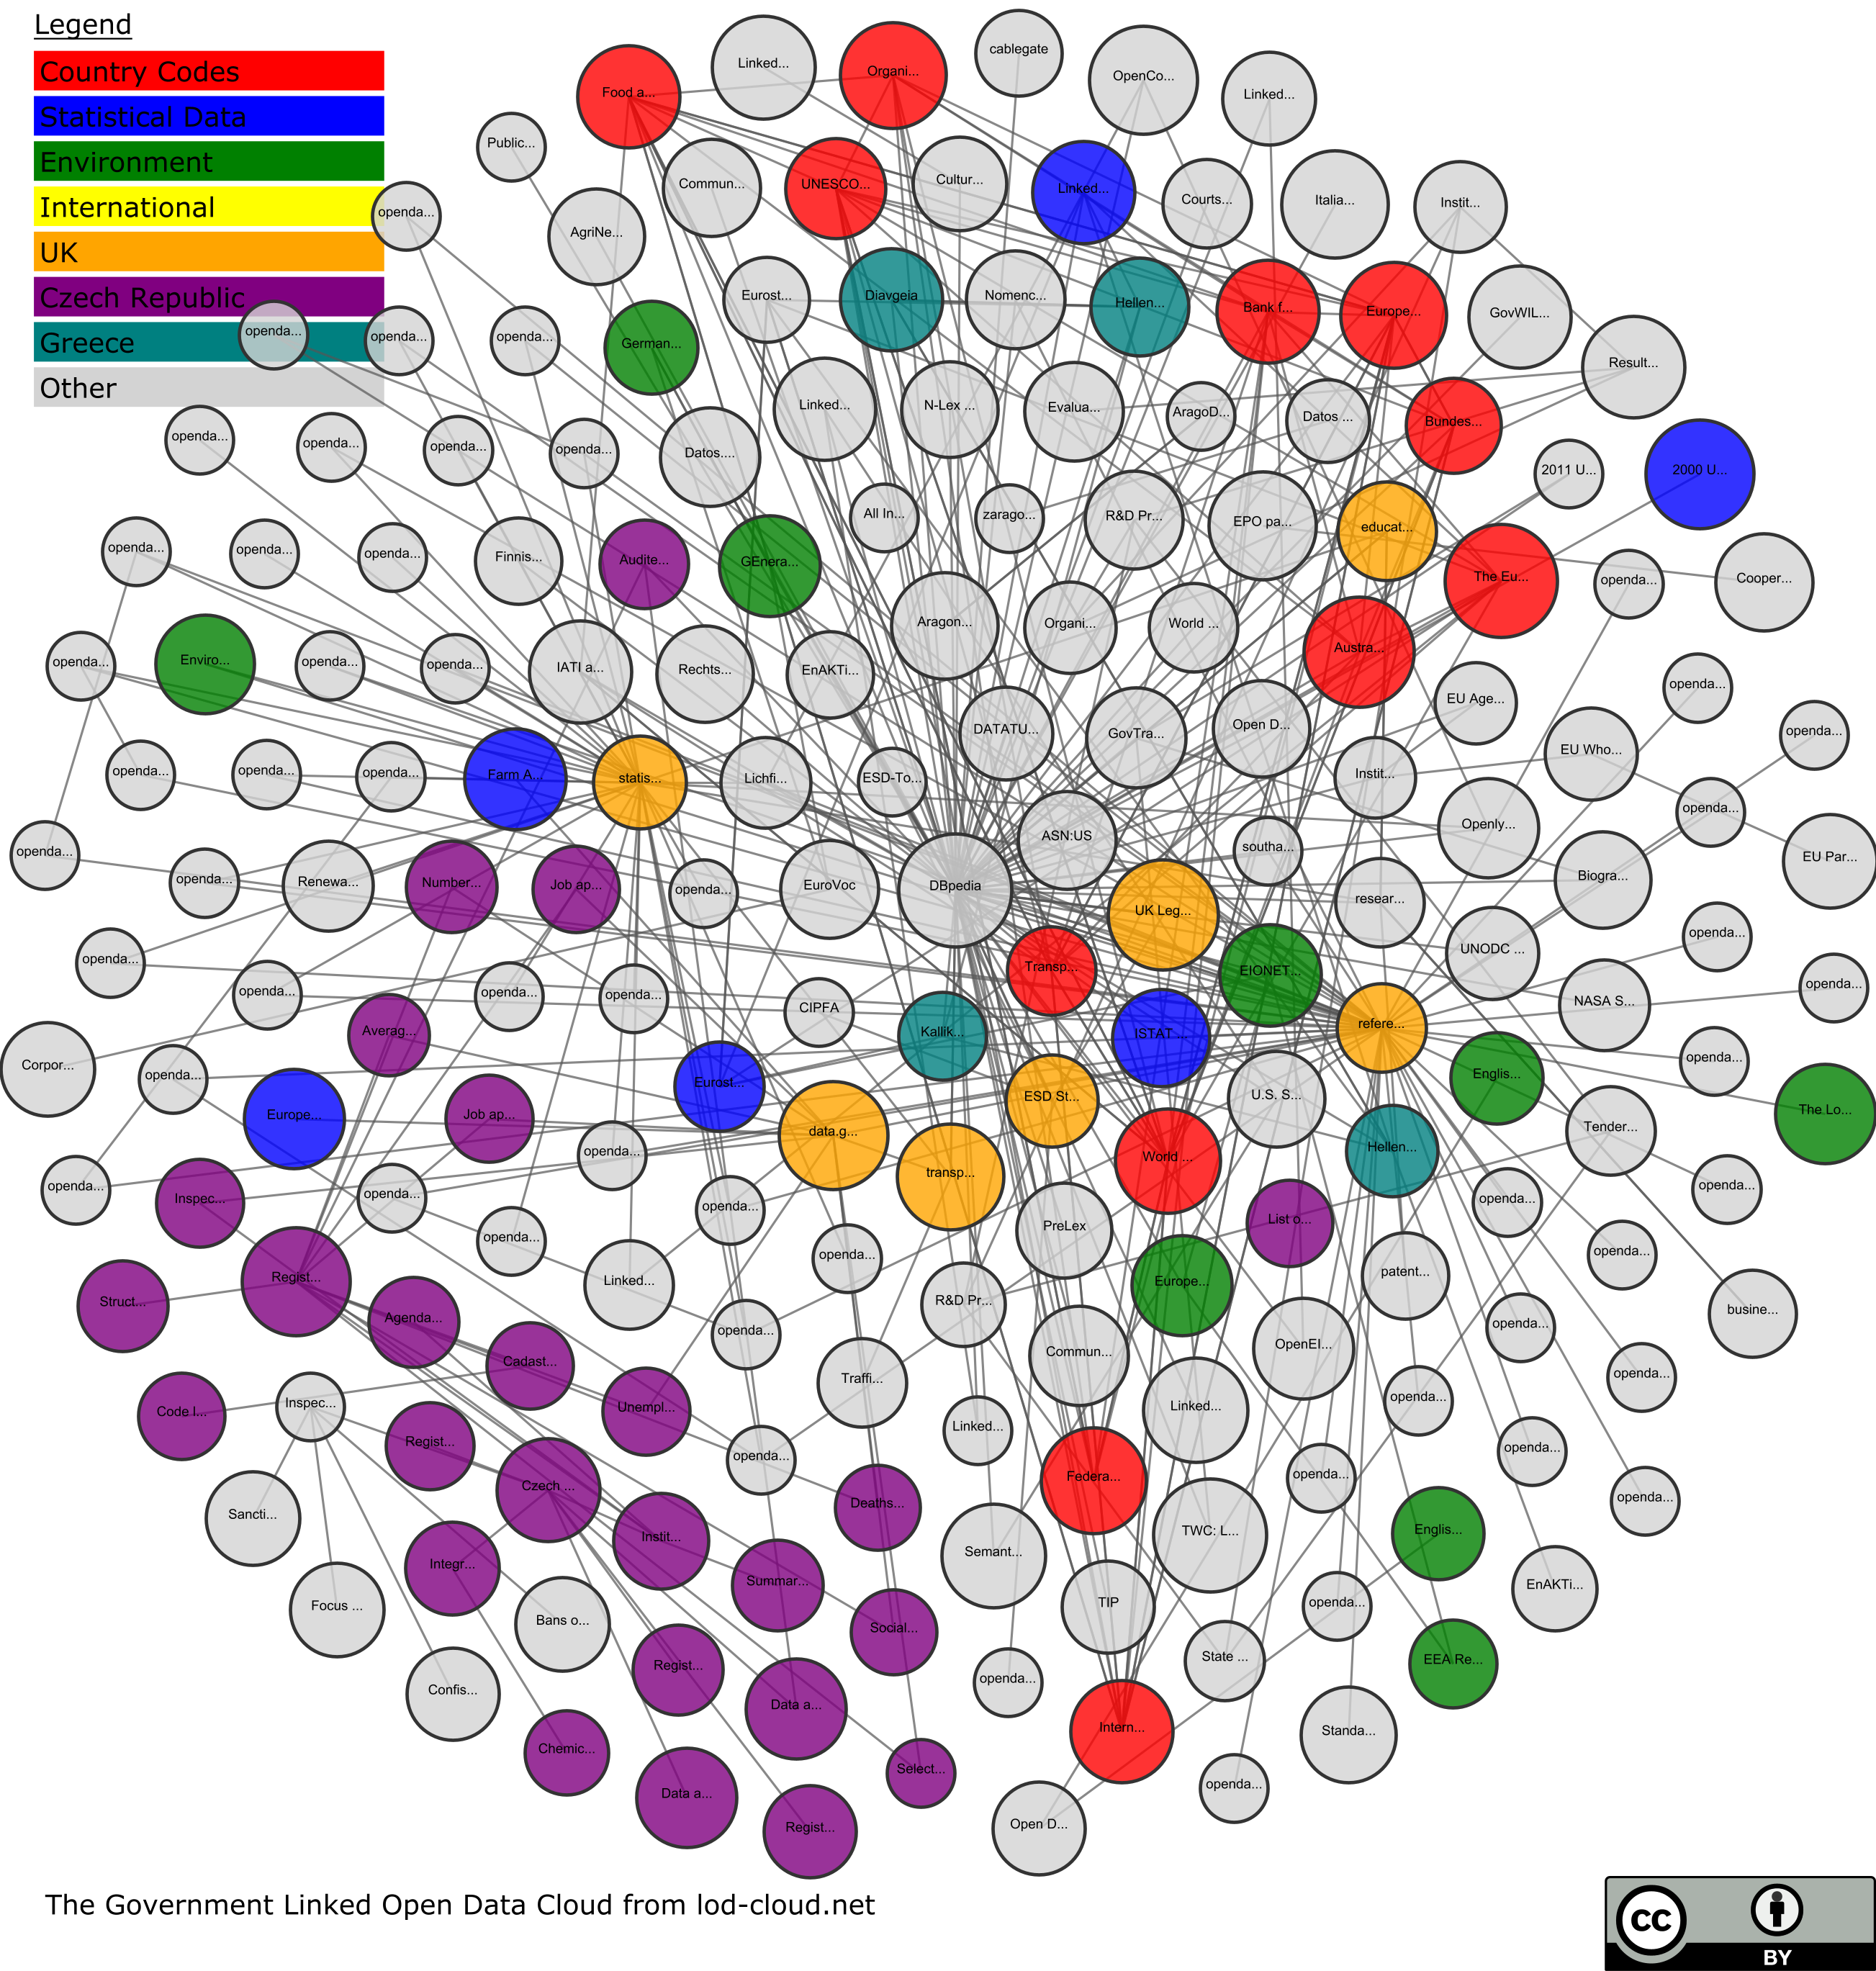 Legend
Country Codes
Statistical Data
Environment
International
UK
Czech Republic
Greece
Other
Food a...
Linked...
Organi...
cablegate
OpenCo...
Linked...
Public...
Commun...
UNESCO...
Cultur...
Linked...
Courts...
Italia...
Instit...
openda...
AgriNe...
Eurost...
Diavgeia
Nomenc...
Hellen...
Bank f...
Europe...
GovWIL...
openda...
openda...
openda...
German...
Result...
Linked...
N-Lex ...
Evalua...
AragoD...
Datos ...
Bundes...
openda...
openda...
openda...
openda...
Datos....
2011 U...
2000 U...
All In...
zarago...
R&D Pr...
EPO pa...
educat...
openda...
openda...
openda...
Finnis...
Audite...
GEnera...
The Eu...
openda...
Cooper...
Aragon...
Organi...
World ...
Austra...
openda...
Enviro...
openda...
openda...
IATI a...
Rechts...
EnAKTi...
EU Age...
openda...
DATATU...
GovTra...
Open D...
EU Who...
openda...
openda...
openda...
openda...
Farm A...
statis...
Lichfi...
ESD-To...
Instit...
openda...
ASN:US
southa...
Openly...
openda...
EU Par...
openda...
Renewa...
Number...
Job ap...
openda...
EuroVoc
DBpedia
UK Leg...
resear...
Biogra...
openda...
openda...
openda...
openda...
openda...
CIPFA
Transp...
EIONET...
UNODC ...
NASA S...
openda...
Averag...
Kallik...
ISTAT ...
refere...
Corpor...
openda...
Europe...
Job ap...
Eurost...
data.g...
ESD St...
U.S. S...
Englis...
openda...
The Lo...
openda...
Inspec...
openda...
openda...
openda...
transp...
World ...
Hellen...
Tender...
openda...
openda...
Struct...
Regist...
Agenda...
openda...
Linked...
openda...
openda...
PreLex
R&D Pr...
Europe...
List o...
patent...
openda...
busine...
Code l...
Inspec...
Cadast...
Unempl...
Traffi...
Commun...
OpenEI...
openda...
openda...
Regist...
openda...
Linked...
Linked...
openda...
openda...
Sancti...
Czech ...
Instit...
Deaths...
Federa...
TWC: L...
openda...
Englis...
openda...
Focus ...
Integr...
Bans o...
Summar...
Social...
Semant...
TIP
openda...
EnAKTi...
Confis...
Regist...
Data a...
openda...
State ...
EEA Re...
Chemic...
Data a...
Regist...
Select...
Intern...
Open D...
openda...
Standa...
The Government Linked Open Data Cloud from lod-cloud.net
cc
BY